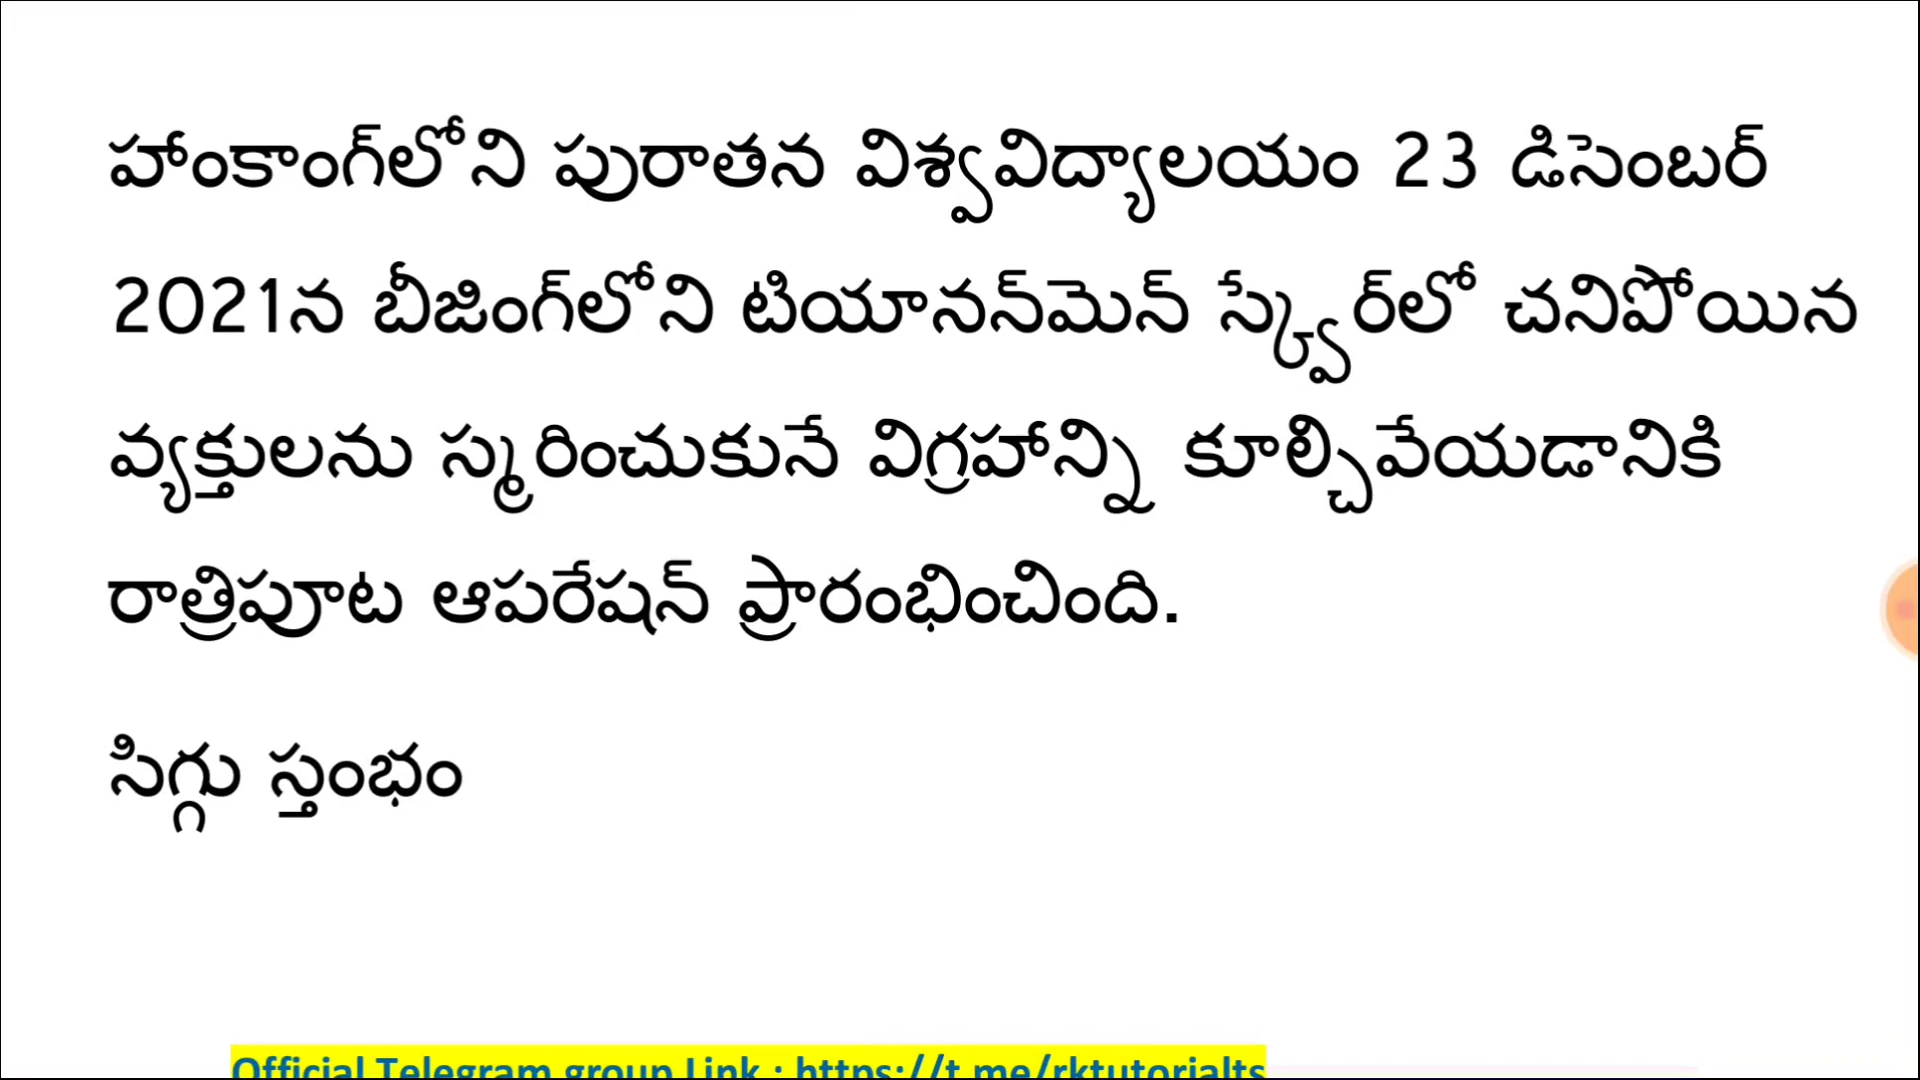 హాంకాంగ్‌లోని పురాతన విశ్వవిద్యాలయం 23 డిసెంబర్
2021న బీజింగ్‌లోని టియానన్‌మెన్ స్క్వేర్‌లో చనిపోయిన
వ్యక్తులను స్మరించుకునే విగ్రహాన్ని కూల్చివేయడానికి
రాత్రిపూట ఆపరేషన్ ప్రారంభించింది.
సిగ్గు స్తంభం
Official Telegram group Link : https://t.me/rktutorialts